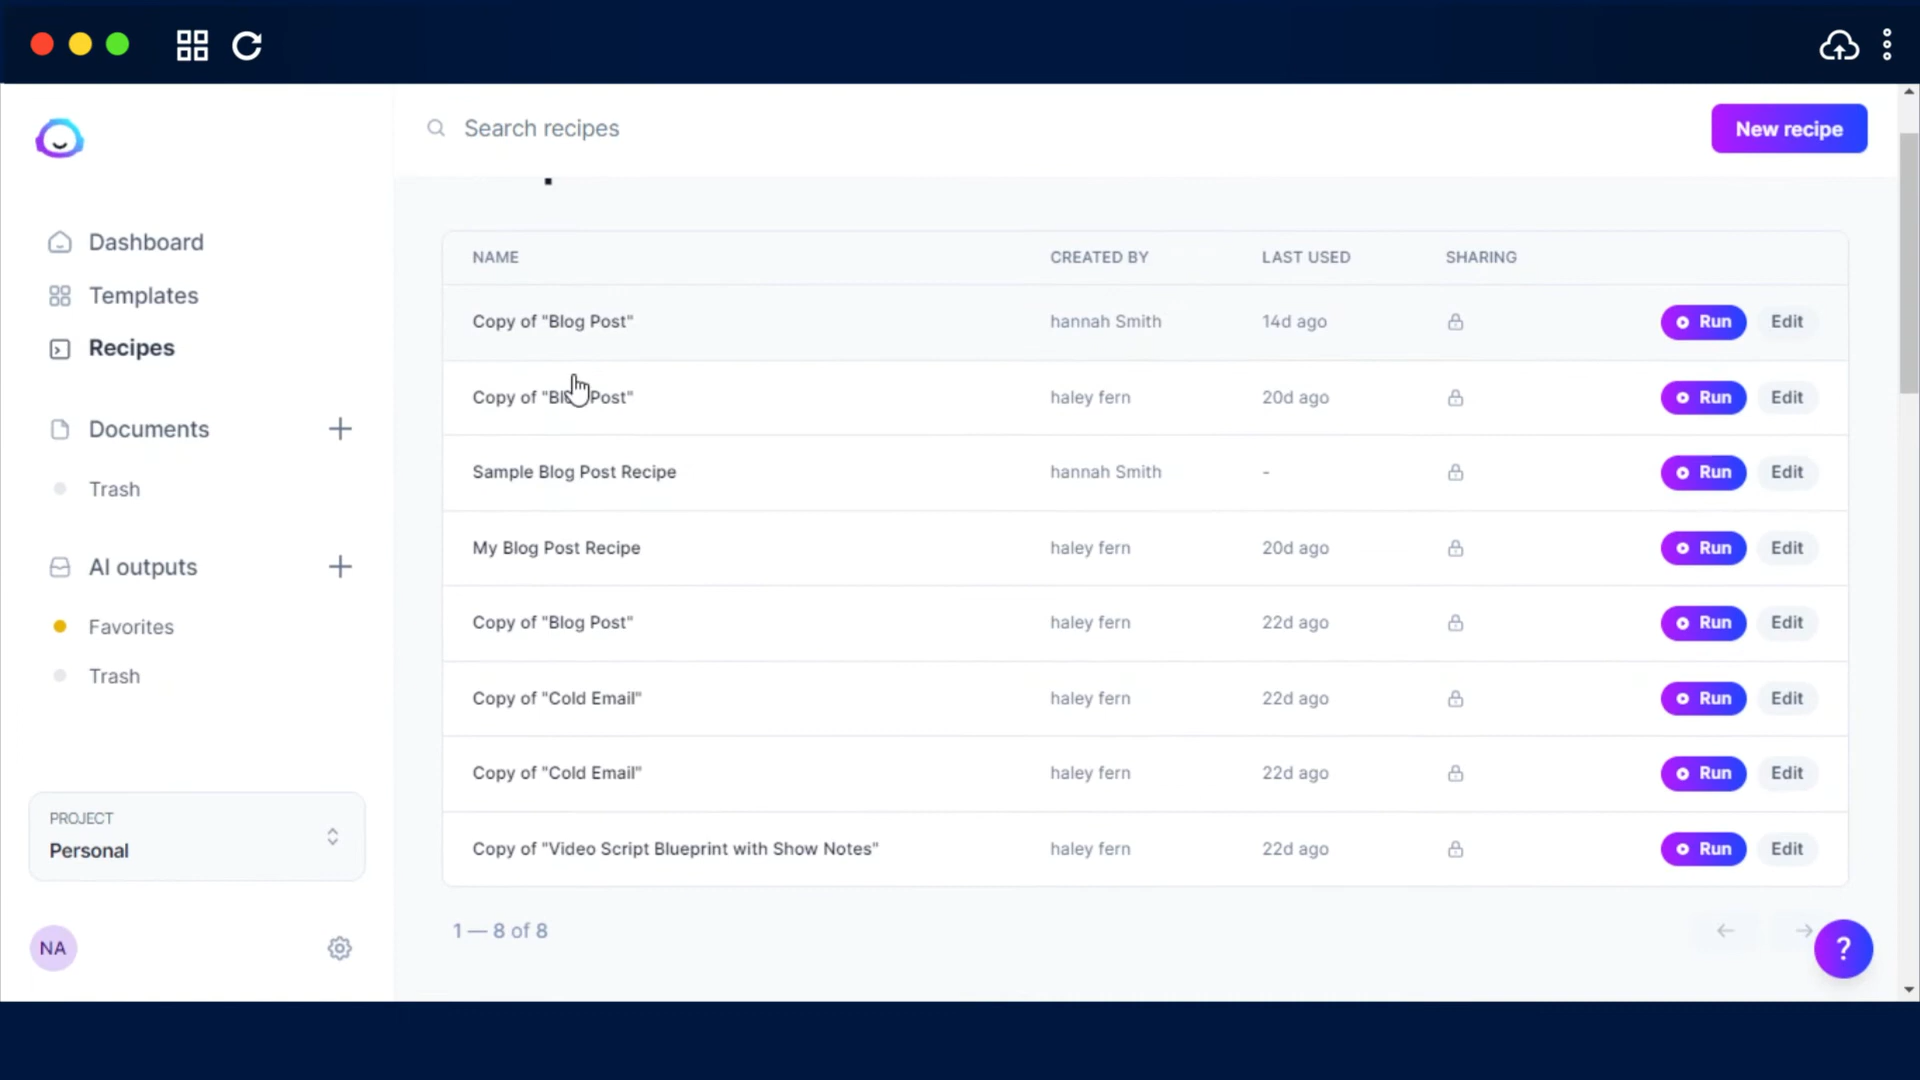 Search recipes
New recipe
Dashboard
Templates
Recipes
Documents
Trash
AI outputs
Favorites
Trash
PROJECT
Personal
NA
NAME CREATED BY LAST USED SHARING
Copy of "Blog Post" hannah Smith 14d ago Run Edit
Copy of "Blog Post" haley fern 20d ago Run Edit
Sample Blog Post Recipe hannah Smith - Run Edit
My Blog Post Recipe haley fern 20d ago Run Edit
Copy of "Blog Post" haley fern 22d ago Run Edit
Copy of "Cold Email" haley fern 22d ago Run Edit
Copy of "Cold Email" haley fern 22d ago Run Edit
Copy of "Video Script Blueprint with Show Notes" haley fern 22d ago Run Edit
1 — 8 of 8
?